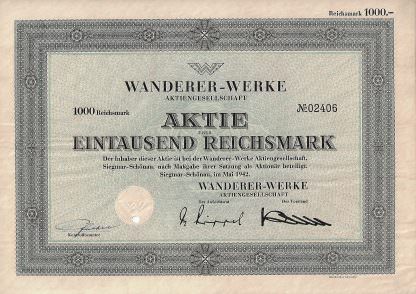 Reichsmark 1000.–
WANDERER-WERKE
AKTIENGESELLSCHAFT
1000 Reichsmark
№02406
AKTIE
EINTAUSEND REICHSMARK
Der Inhaber dieser Aktie ist bei der Wanderer-Werke Aktiengesellschaft,
Siegmar-Schönau, nach Maßgabe ihrer Satzung als Aktionär beteiligt.
Siegmar-Schönau, im Mai 1942.
WANDERER-WERKE
AKTIENGESELLSCHAFT
Der Aufsichtsrat
Der Vorstand
Kontrollbeamter